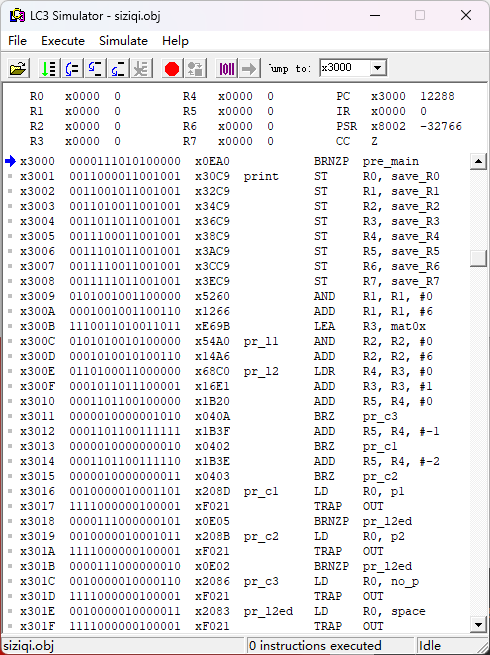 LC3 Simulator - siziqi.obj
File Execute Simulate Help
Jump to: x3000
R0 x0000 0 R4 x0000 0 PC x3000 12288
R1 x0000 0 R5 x0000 0 IR x0000 0
R2 x0000 0 R6 x0000 0 PSR x8002 -32766
R3 x0000 0 R7 x0000 0 CC Z
x3000 0000111010100000 x0EA0 BRNZP pre_main
x3001 0011000011001001 x30C9 print ST R0, save_R0
x3002 0011001011001001 x32C9 ST R1, save_R1
x3003 0011010011001001 x34C9 ST R2, save_R2
x3004 0011011011001001 x36C9 ST R3, save_R3
x3005 0011100011001001 x38C9 ST R4, save_R4
x3006 0011101011001001 x3AC9 ST R5, save_R5
x3007 0011110011001001 x3CC9 ST R6, save_R6
x3008 0011111011001001 x3EC9 ST R7, save_R7
x3009 0101001001100000 x5260 AND R1, R1, #0
x300A 0001001001100110 x1266 ADD R1, R1, #6
x300B 1110011010011011 xE69B LEA R3, mat0x
x300C 0101010010100000 x54A0 pr_l1 AND R2, R2, #0
x300D 0001010010100110 x14A6 ADD R2, R2, #6
x300E 0110100011000000 x68C0 pr_l2 LDR R4, R3, #0
x300F 0001011011100001 x16E1 ADD R3, R3, #1
x3010 0001101100100000 x1B20 ADD R5, R4, #0
x3011 0000010000001010 x040A BRZ pr_c3
x3012 0001101100111111 x1B3F ADD R5, R4, #-1
x3013 0000010000000010 x0402 BRZ pr_c1
x3014 0001101100111110 x1B3E ADD R5, R4, #-2
x3015 0000010000000011 x0403 BRZ pr_c2
x3016 0010000010001101 x208D pr_c1 LD R0, p1
x3017 1111000000100001 xF021 TRAP OUT
x3018 0000111000000101 x0E05 BRNZP pr_l2ed
x3019 0010000010001011 x208B pr_c2 LD R0, p2
x301A 1111000000100001 xF021 TRAP OUT
x301B 0000111000000010 x0E02 BRNZP pr_l2ed
x301C 0010000010000110 x2086 pr_c3 LD R0, no_p
x301D 1111000000100001 xF021 TRAP OUT
x301E 0010000010000011 x2083 pr_l2ed LD R0, space
x301F 1111000000100001 xF021 TRAP OUT
siziqi.obj 0 instructions executed Idle